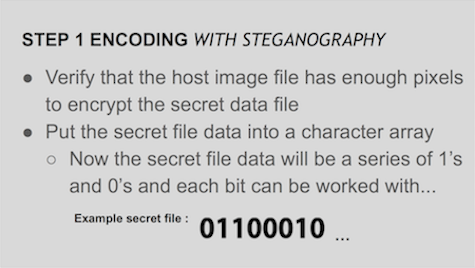 STEP 1 ENCODING WITH STEGANOGRAPHY
● Verify that the host image file has enough pixels
to encrypt the secret data file
● Put the secret file data into a character array
○ Now the secret file data will be a series of 1's
and 0's and each bit can be worked with...
Example secret file : 01100010 ...